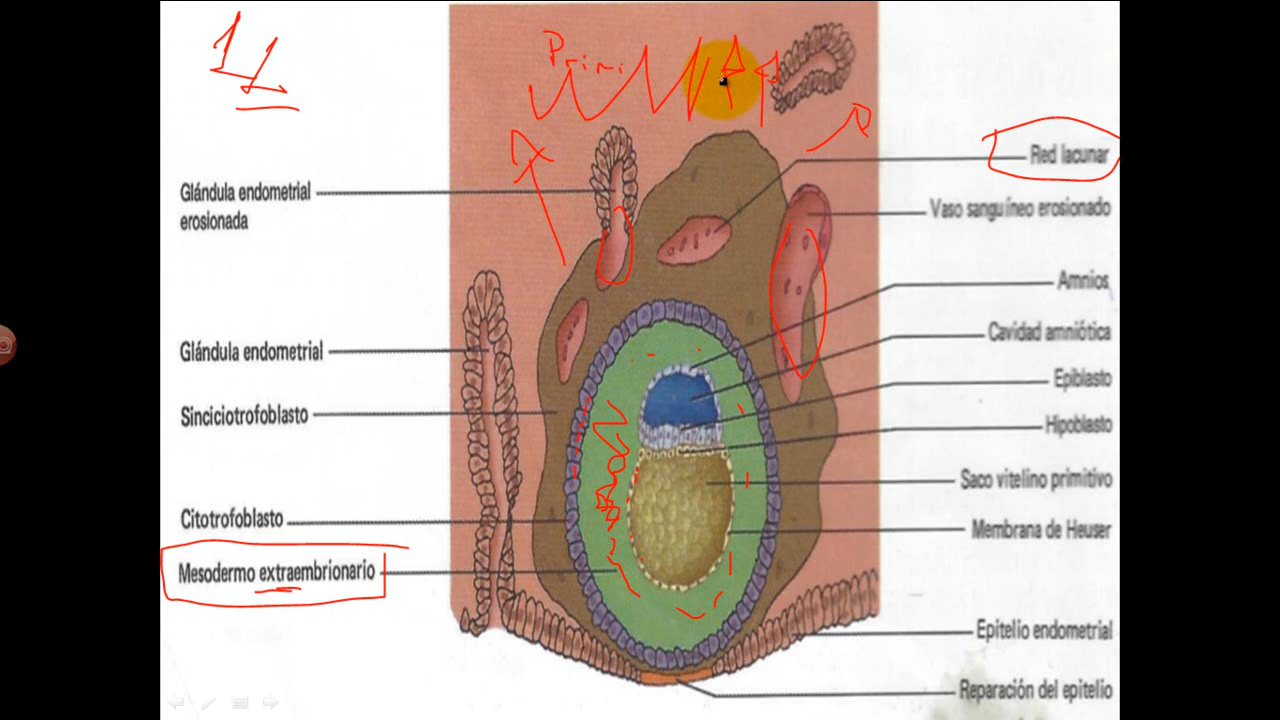 Glándula endometrial
erosionada
Glándula endometrial
Sinciciotrofoblasto
Citotrofoblasto
Mesodermo extraembrionario
Red lacunar
Vaso sanguíneo erosionado
Amnios
Cavidad amniótica
Epiblasto
Hipoblasto
Saco vitelino primitivo
Membrana de Heuser
Epitelio endometrial
Reparación del epitelio